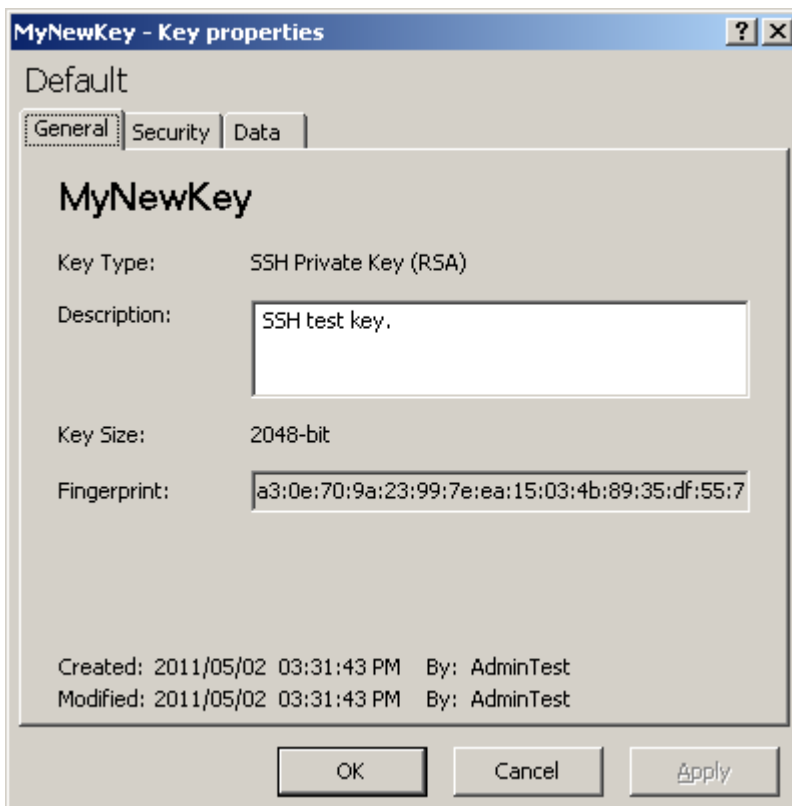 MyNewKey - Key properties
Default
General Security Data
MyNewKey
Key Type: SSH Private Key (RSA)
Description: SSH test key.
Key Size: 2048-bit
Fingerprint: a3:0e:70:9a:23:99:7e:ea:15:03:4b:89:35:df:55:7
Created: 2011/05/02 03:31:43 PM By: AdminTest
Modified: 2011/05/02 03:31:43 PM By: AdminTest
OK Cancel Apply